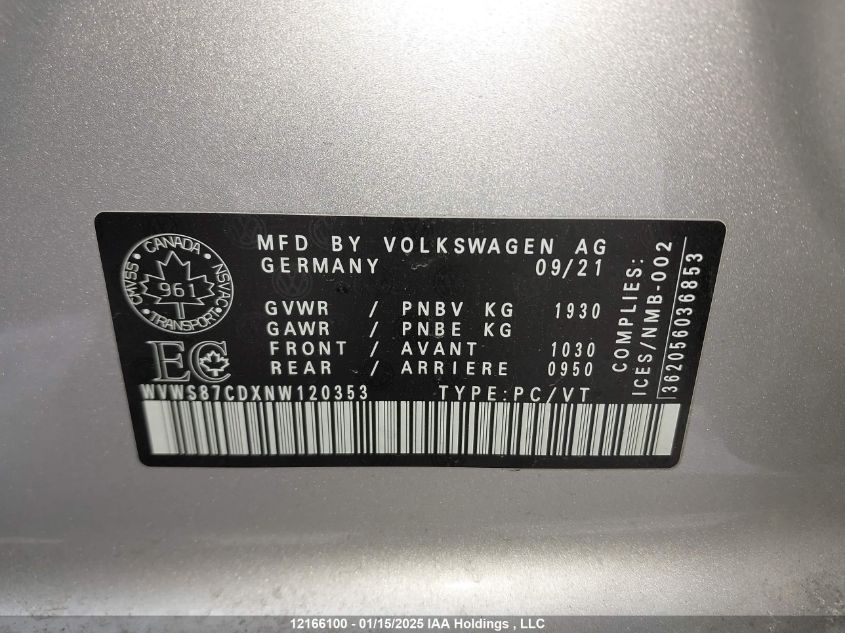 CANADA
CMVSS
NSVAC
961
TRANSPORT
EC
MFD BY VOLKSWAGEN AG
GERMANY 09/21
GVWR / PNBV KG 1930
GAWR / PNBE KG
FRONT / AVANT 1030
REAR / ARRIERE 0950
WVWS87CDXNW120353 TYPE:PC/VT
COMPLIES:
ICES/NMB-002
362056036853
12166100 - 01/15/2025 IAA Holdings , LLC